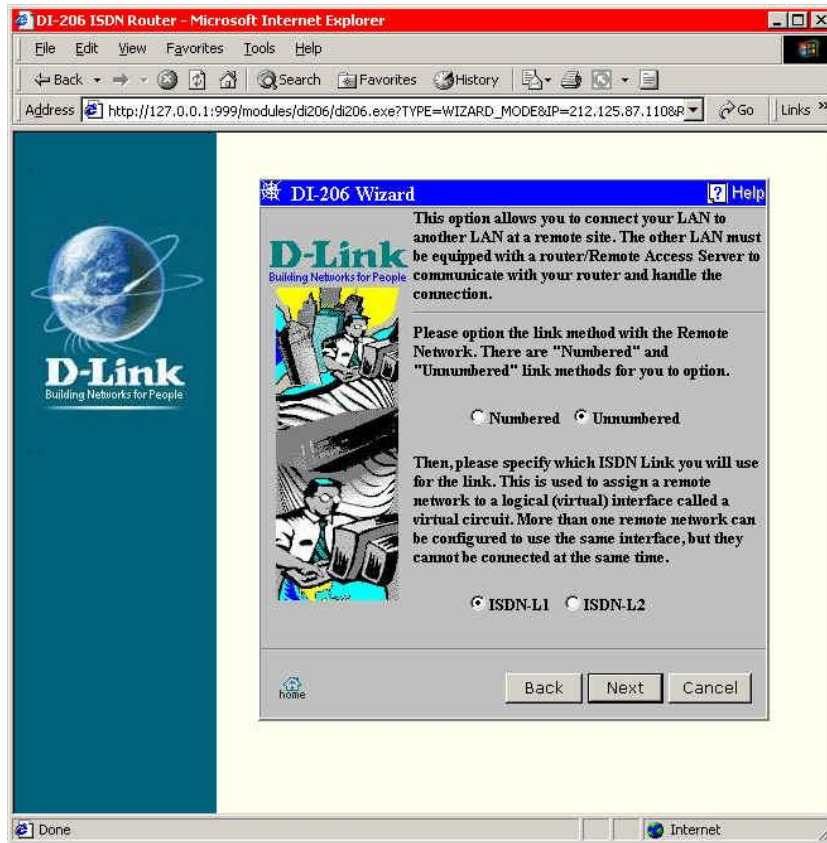 DI-206 ISDN Router - Microsoft Internet Explorer
File Edit View Favorites Tools Help
Back Search Favorites History
Address http://127.0.0.1:999/modules/di206/di206.exe?TYPE=WIZARD_MODE&IP=212.125.87.110&R Go Links »
D-Link
Building Networks for People
DI-206 Wizard ? Help
D-Link
Building Networks for People
This option allows you to connect your LAN to
another LAN at a remote site. The other LAN must
be equipped with a router/Remote Access Server to
communicate with your router and handle the
connection.
Please option the link method with the Remote
Network. There are "Numbered" and
"Unnumbered" link methods for you to option.
Numbered Unnumbered
Then, please specify which ISDN Link you will use
for the link. This is used to assign a remote
network to a logical (virtual) interface called a
virtual circuit. More than one remote network can
be configured to use the same interface, but they
cannot be connected at the same time.
ISDN-L1 ISDN-L2
home
Back Next Cancel
Done Internet